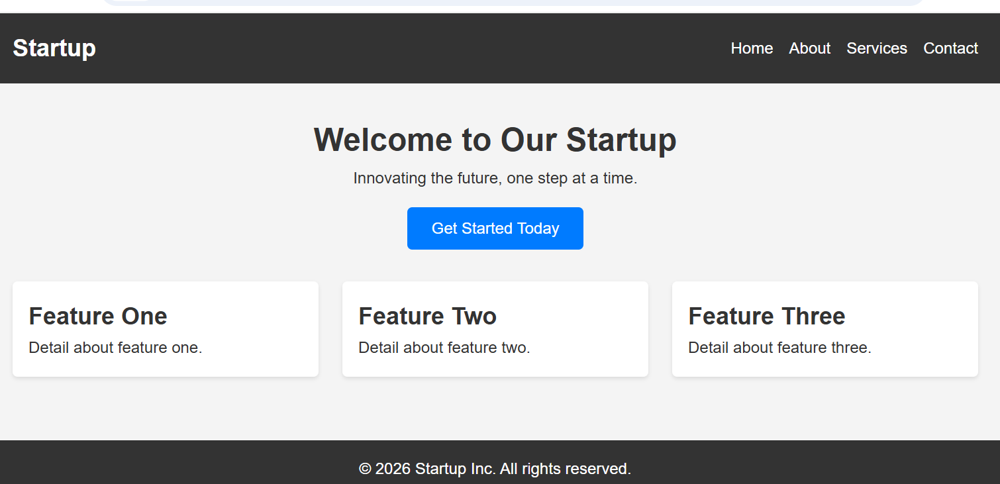 Startup
Home About Services Contact
Welcome to Our Startup
Innovating the future, one step at a time.
Get Started Today
Feature One
Detail about feature one.
Feature Two
Detail about feature two.
Feature Three
Detail about feature three.
© 2026 Startup Inc. All rights reserved.